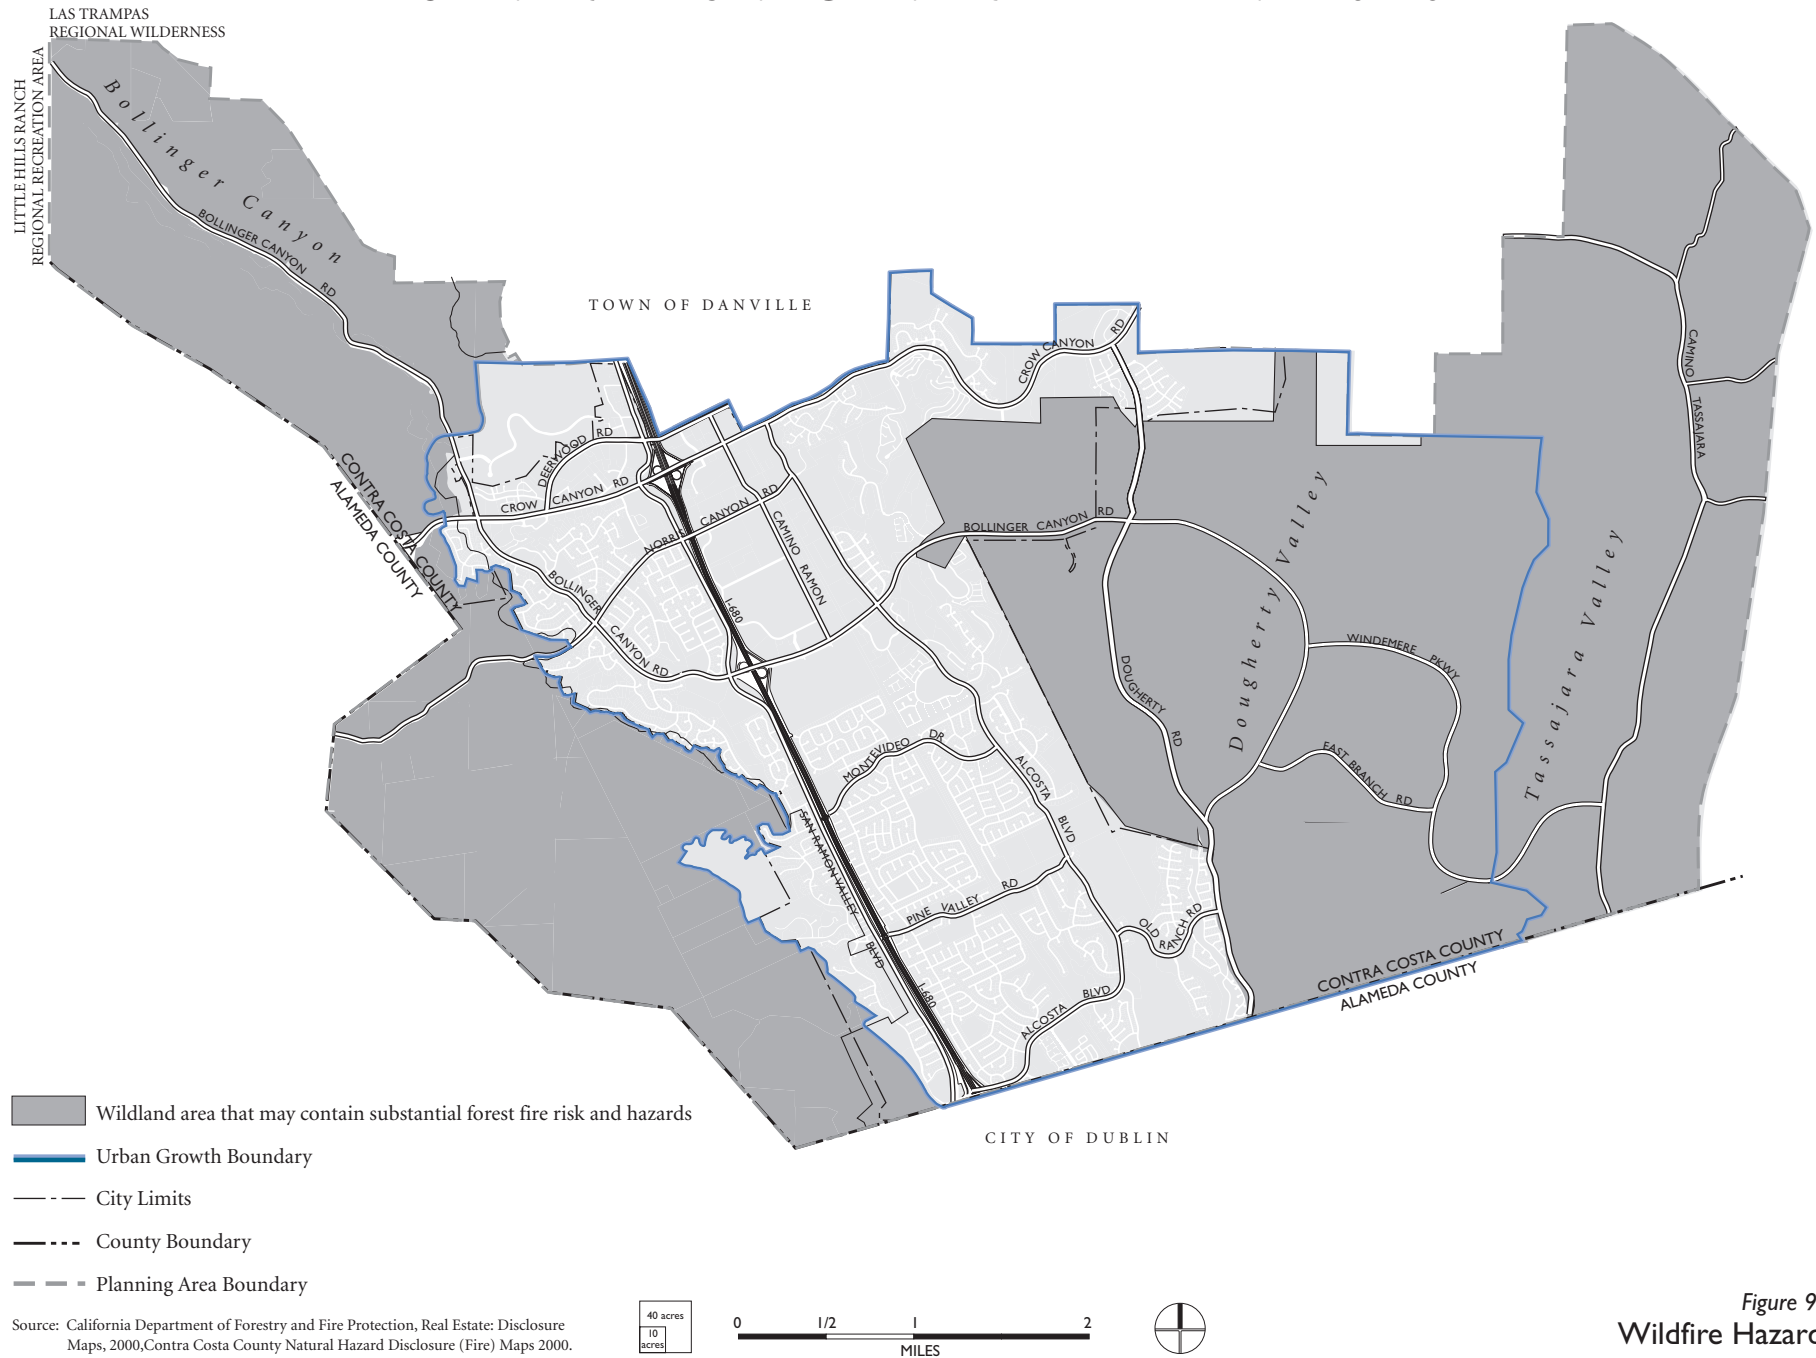 LAS TRAMPAS
REGIONAL WILDERNESS
LITTLE HILLS RANCH
REGIONAL RECREATION AREA
Bollinger Canyon
BOLLINGER CANYON RD
TOWN OF DANVILLE
CROW CANYON RD
CAMINO TASSAJARA
DEERWOOD RD
CROW CANYON RD
NORRIS CANYON RD
CAMINO RAMON
BOLLINGER CANYON RD
CONTRA COSTA COUNTY
ALAMEDA COUNTY
BOLLINGER CANYON RD
I-680
Dougherty Valley
Tassajara Valley
WINDEMERE PKWY
DOUGHERTY RD
EAST BRANCH RD
MONTEVIDEO DR
ALCOSTA BLVD
SAN RAMON VALLEY BLVD
PINE VALLEY RD
OLD RANCH RD
I-680
ALCOSTA BLVD
CONTRA COSTA COUNTY
ALAMEDA COUNTY
CITY OF DUBLIN
Wildland area that may contain substantial forest fire risk and hazards
Urban Growth Boundary
City Limits
County Boundary
Planning Area Boundary
Source: California Department of Forestry and Fire Protection, Real Estate: Disclosure
Maps, 2000,Contra Costa County Natural Hazard Disclosure (Fire) Maps 2000.
40 acres
10
acres
0 1/2 1 2
MILES
Figure 9
Wildfire Hazard